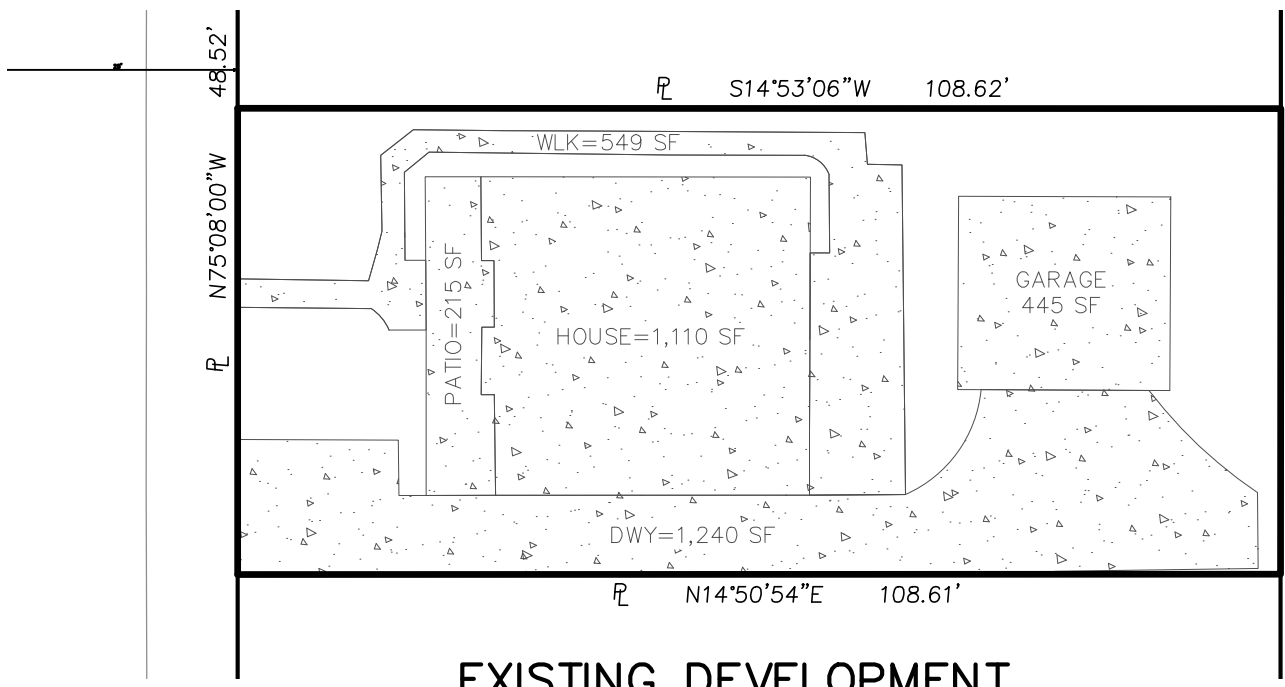 48.52'
℄ S14°53'06"W 108.62'
WLK=549 SF
N75°08'00"W
℄
PATIO=215 SF
GARAGE
445 SF
HOUSE=1,110 SF
DWY=1,240 SF
℄ N14°50'54"E 108.61'
EXISTING DEVELOPMENT